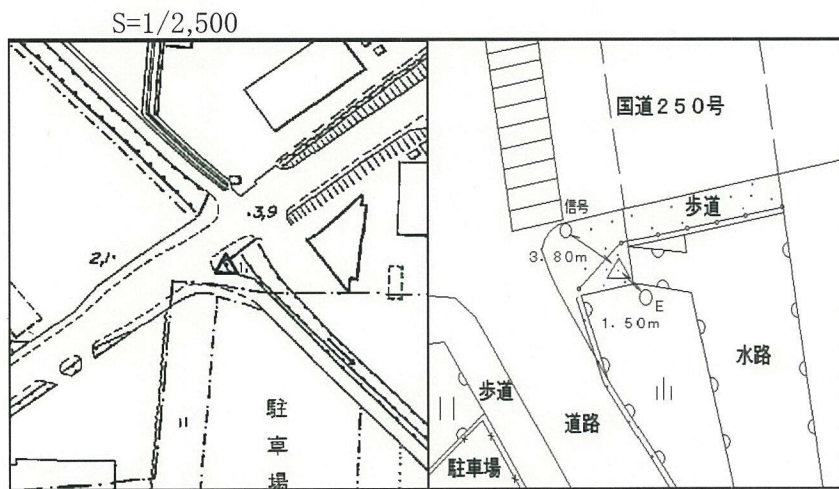 S=1/2,500
3,9
2,1
駐
車
場
国道250号
信号
歩道
3.80m
E
1.50m
水路
歩道
道路
駐車場